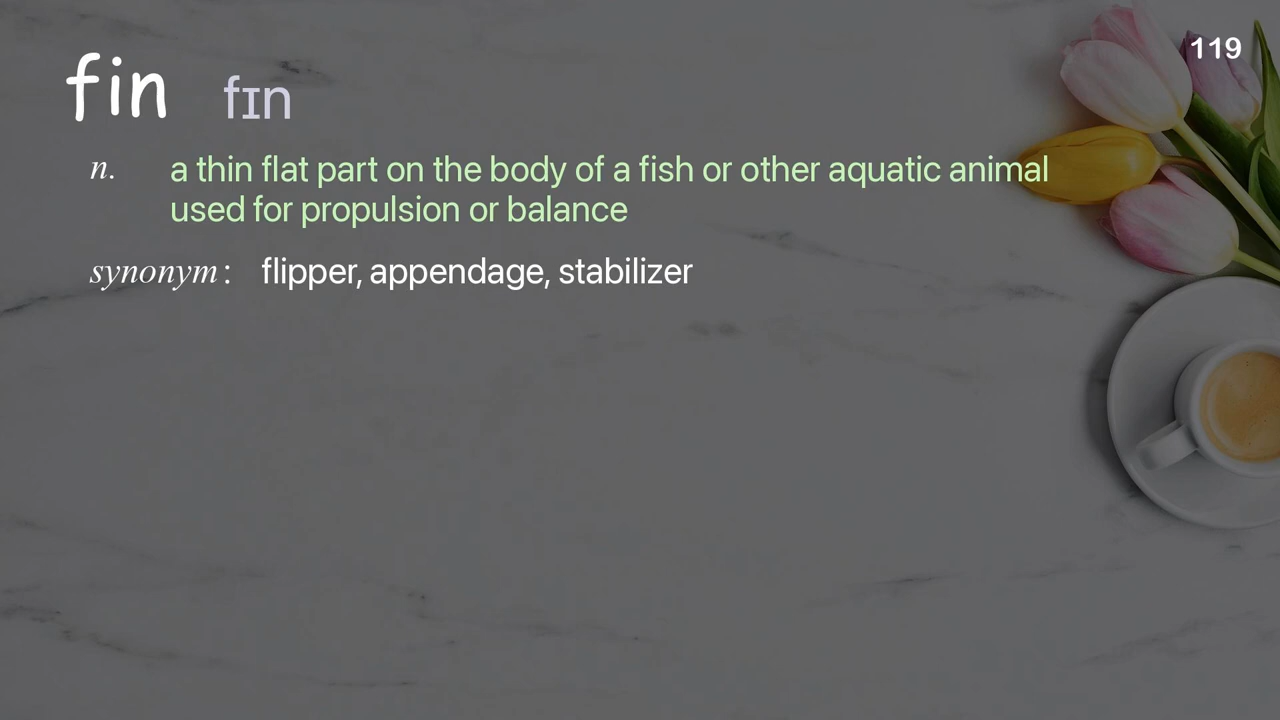 119
fin fɪn
n. a thin flat part on the body of a fish or other aquatic animal
used for propulsion or balance
synonym: flipper, appendage, stabilizer